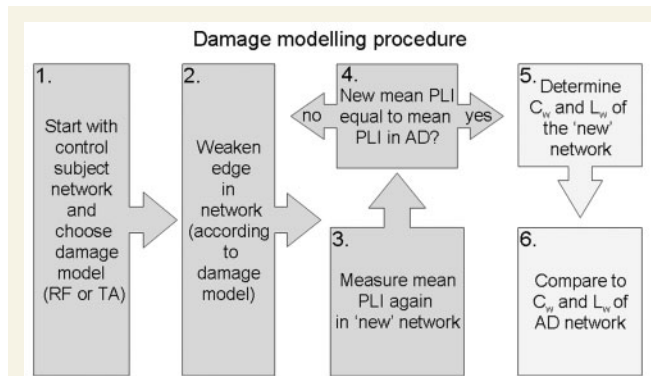 Damage modelling procedure
1.
Start with
control
subject
network
and
choose
damage
model
(RF or TA)
2.
Weaken
edge
in
network
(according
to
damage
model)
3.
Measure mean
PLI again
in 'new' network
4.
New mean PLI
equal to mean
PLI in AD?
no
yes
5.
Determine
Cw and Lw of
the 'new'
network
6.
Compare to
Cw and Lw of
AD network